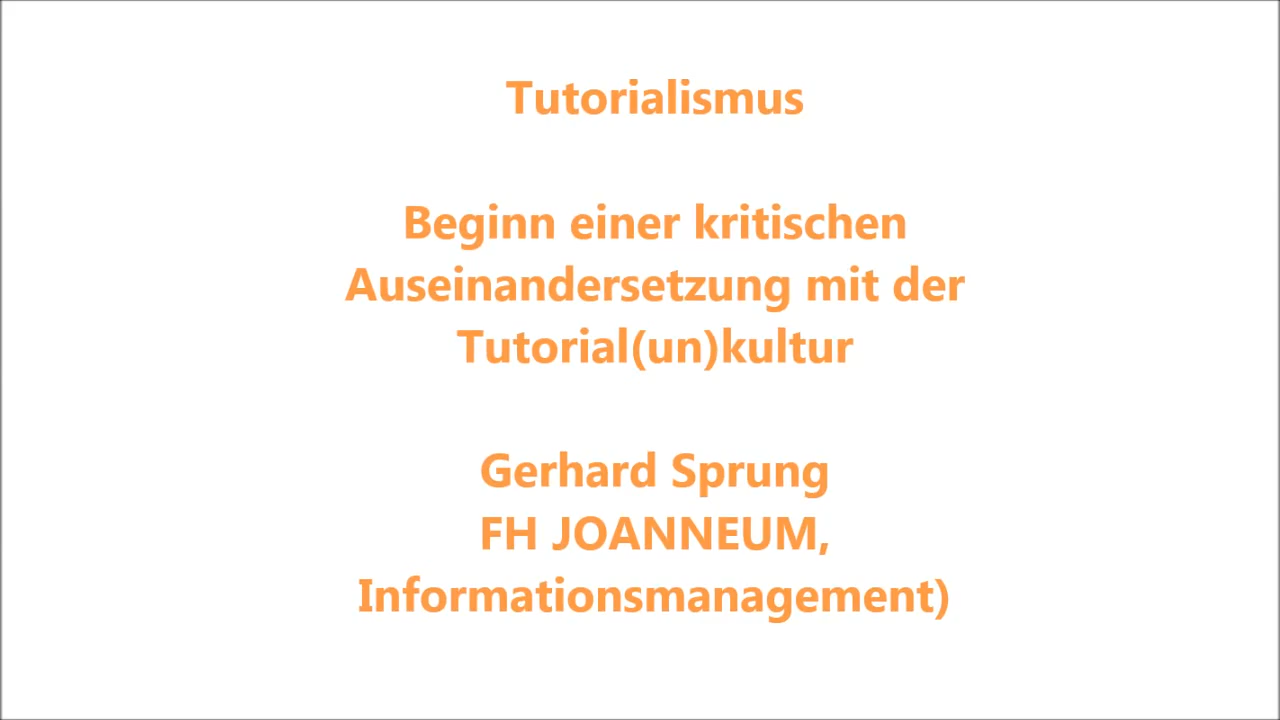 Tutorialismus
Beginn einer kritischen
Auseinandersetzung mit der
Tutorial(un)kultur
Gerhard Sprung
FH JOANNEUM,
Informationsmanagement)